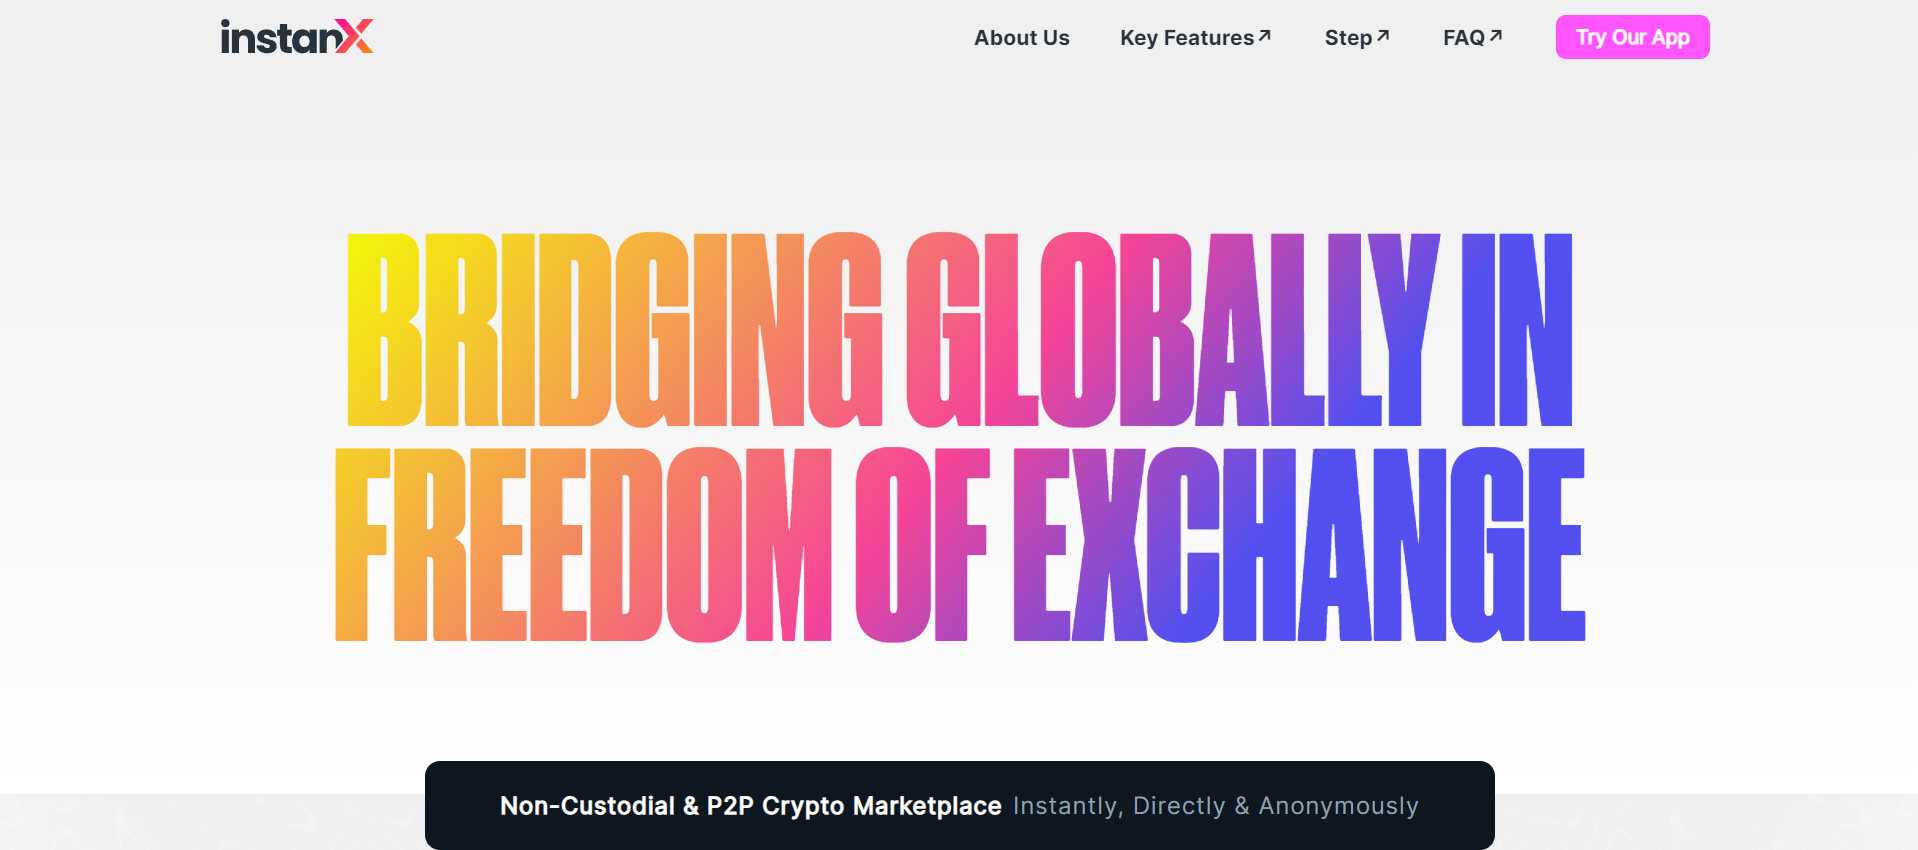 instanX
About Us Key Features Step FAQ Try Our App
BRIDGING GLOBALLY IN
FREEDOM OF EXCHANGE
Non-Custodial & P2P Crypto Marketplace Instantly, Directly & Anonymously